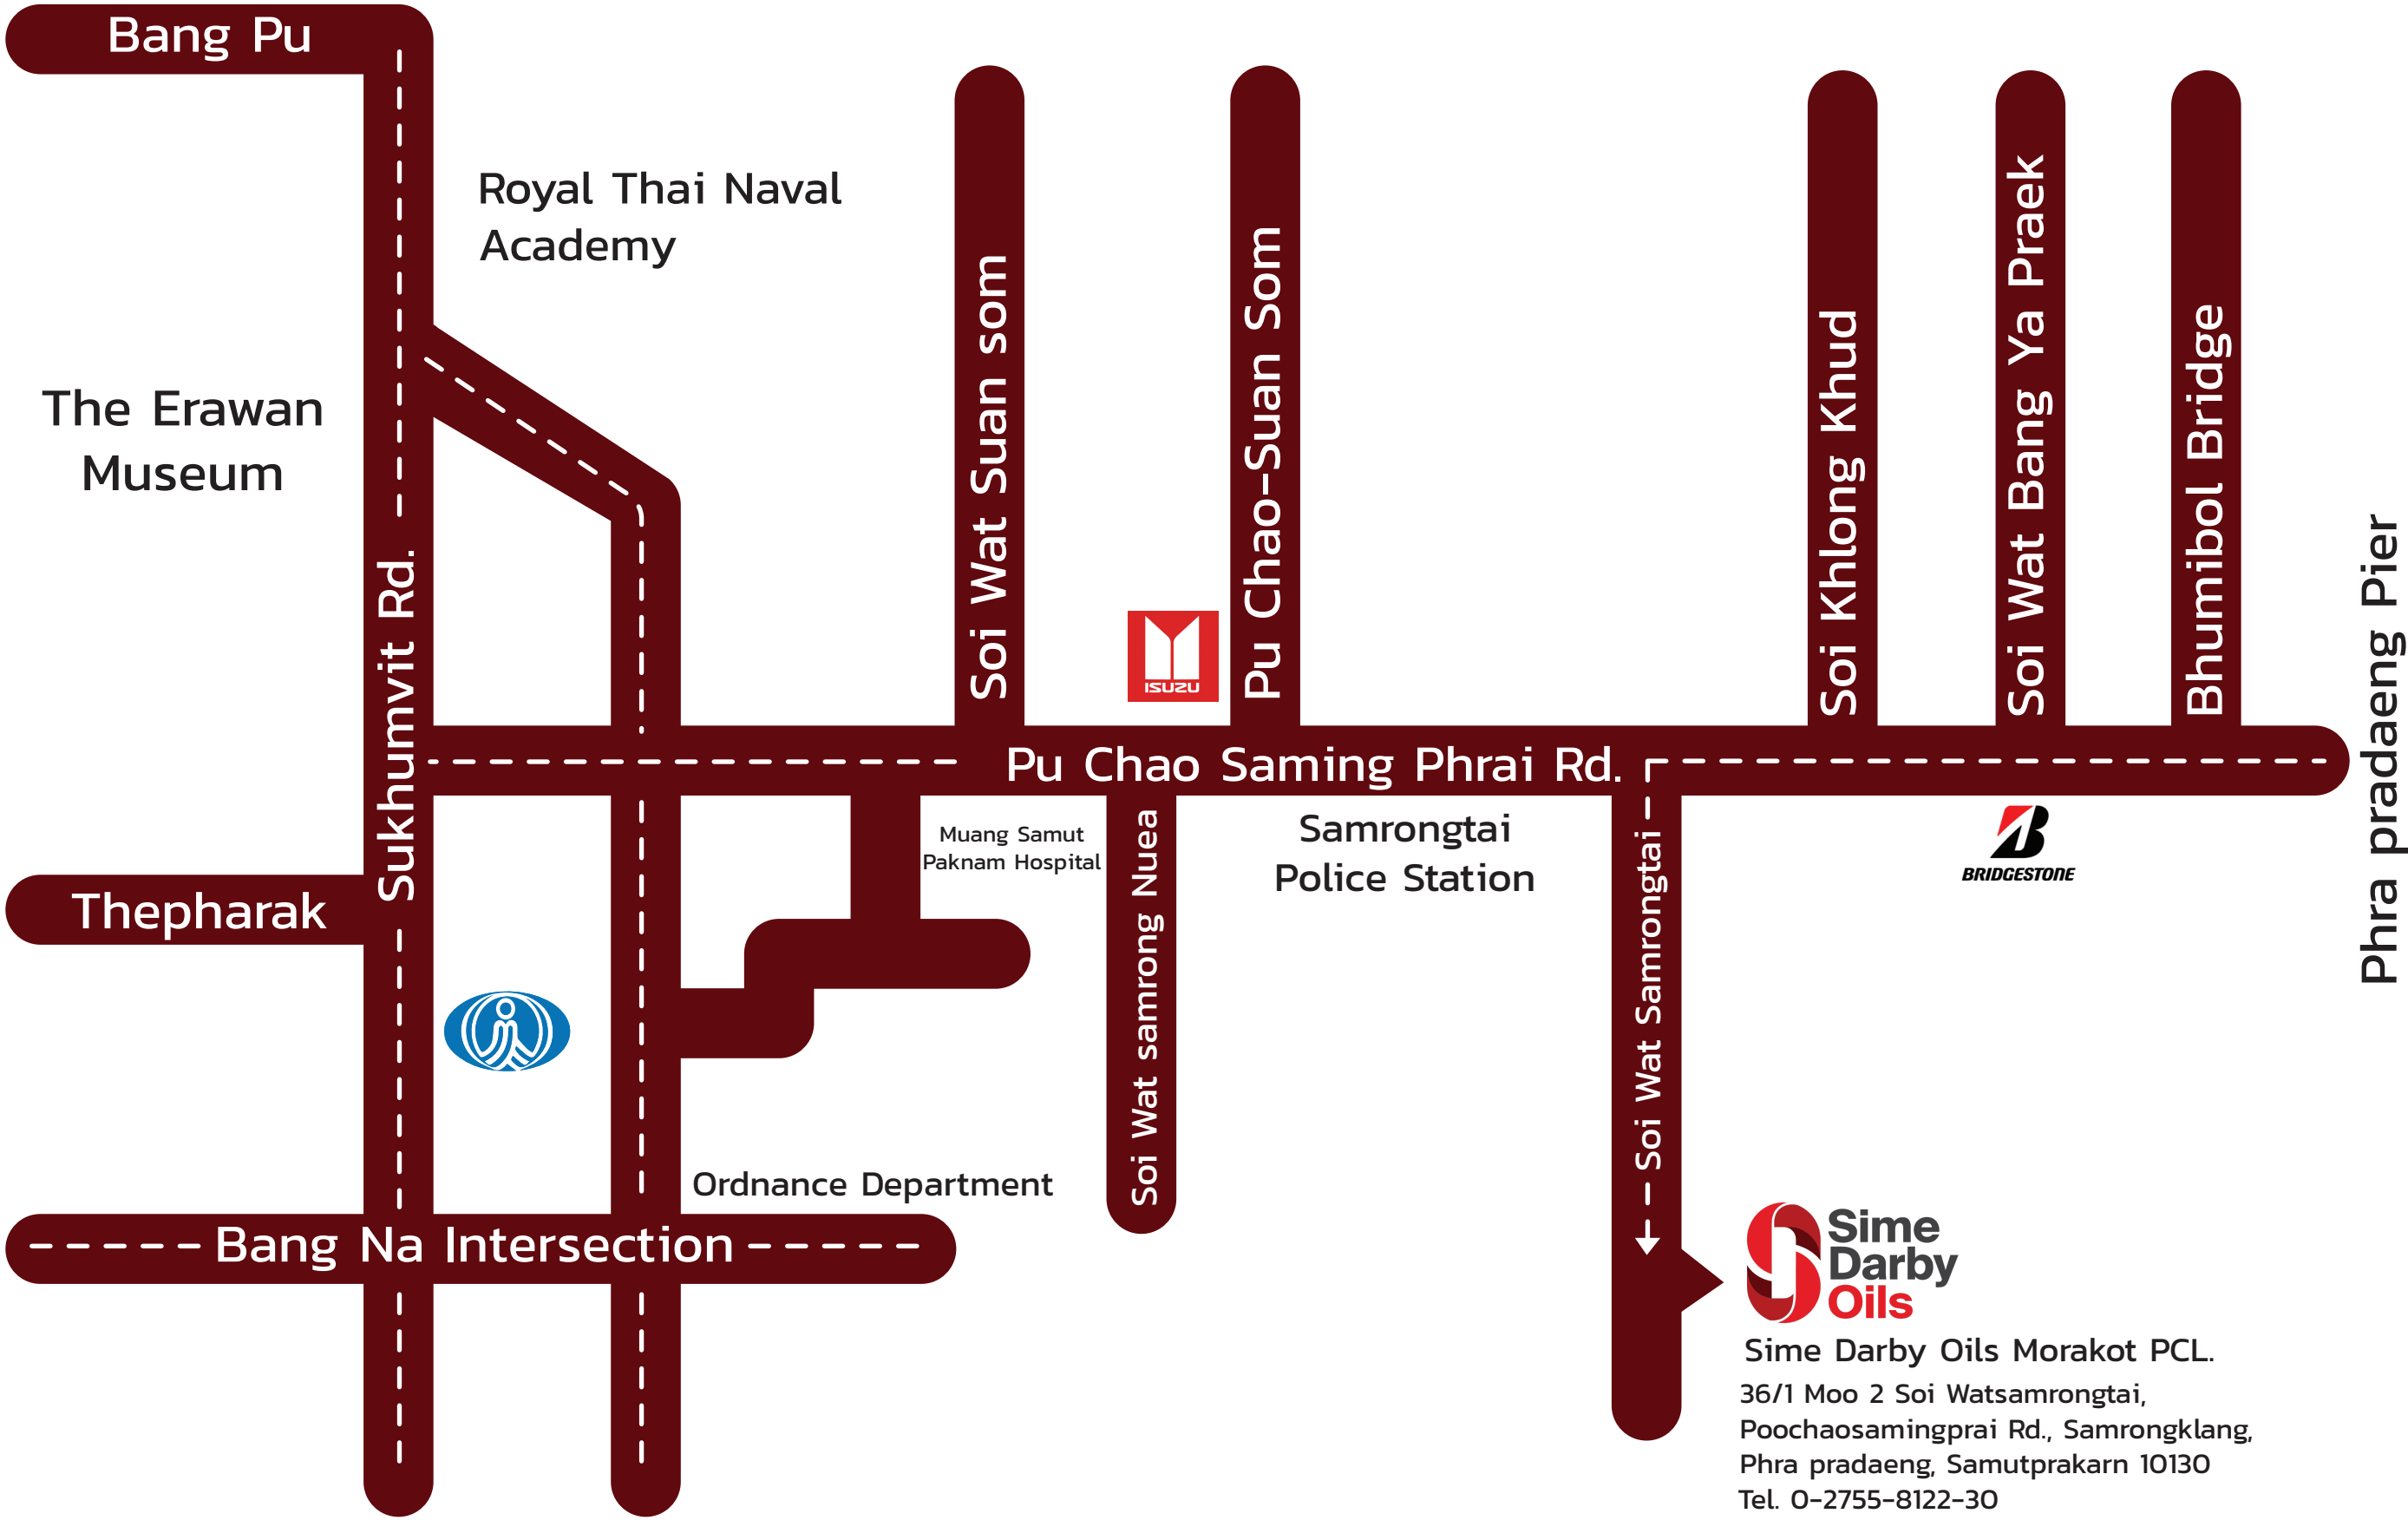 Bang Pu
Royal Thai Naval
Academy
The Erawan
Museum
Sukhumvit Rd.
Soi Wat Suan som
ISUZU
Pu Chao-Suan Som
Soi Khlong Khud
Soi Wat Bang Ya Praek
Bhumibol Bridge
Phra pradaeng Pier
Pu Chao Saming Phrai Rd.
Muang Samut
Paknam Hospital
Soi Wat samrong Nuea
Samrongtai
Police Station
Soi Wat Samrongtai
BRIDGESTONE
Thepharak
Ordnance Department
Bang Na Intersection
Sime
Darby
Oils
Sime Darby Oils Morakot PCL.
36/1 Moo 2 Soi Watsamrongtai,
Poochaosamingprai Rd., Samrongklang,
Phra pradaeng, Samutprakarn 10130
Tel. 0-2755-8122-30